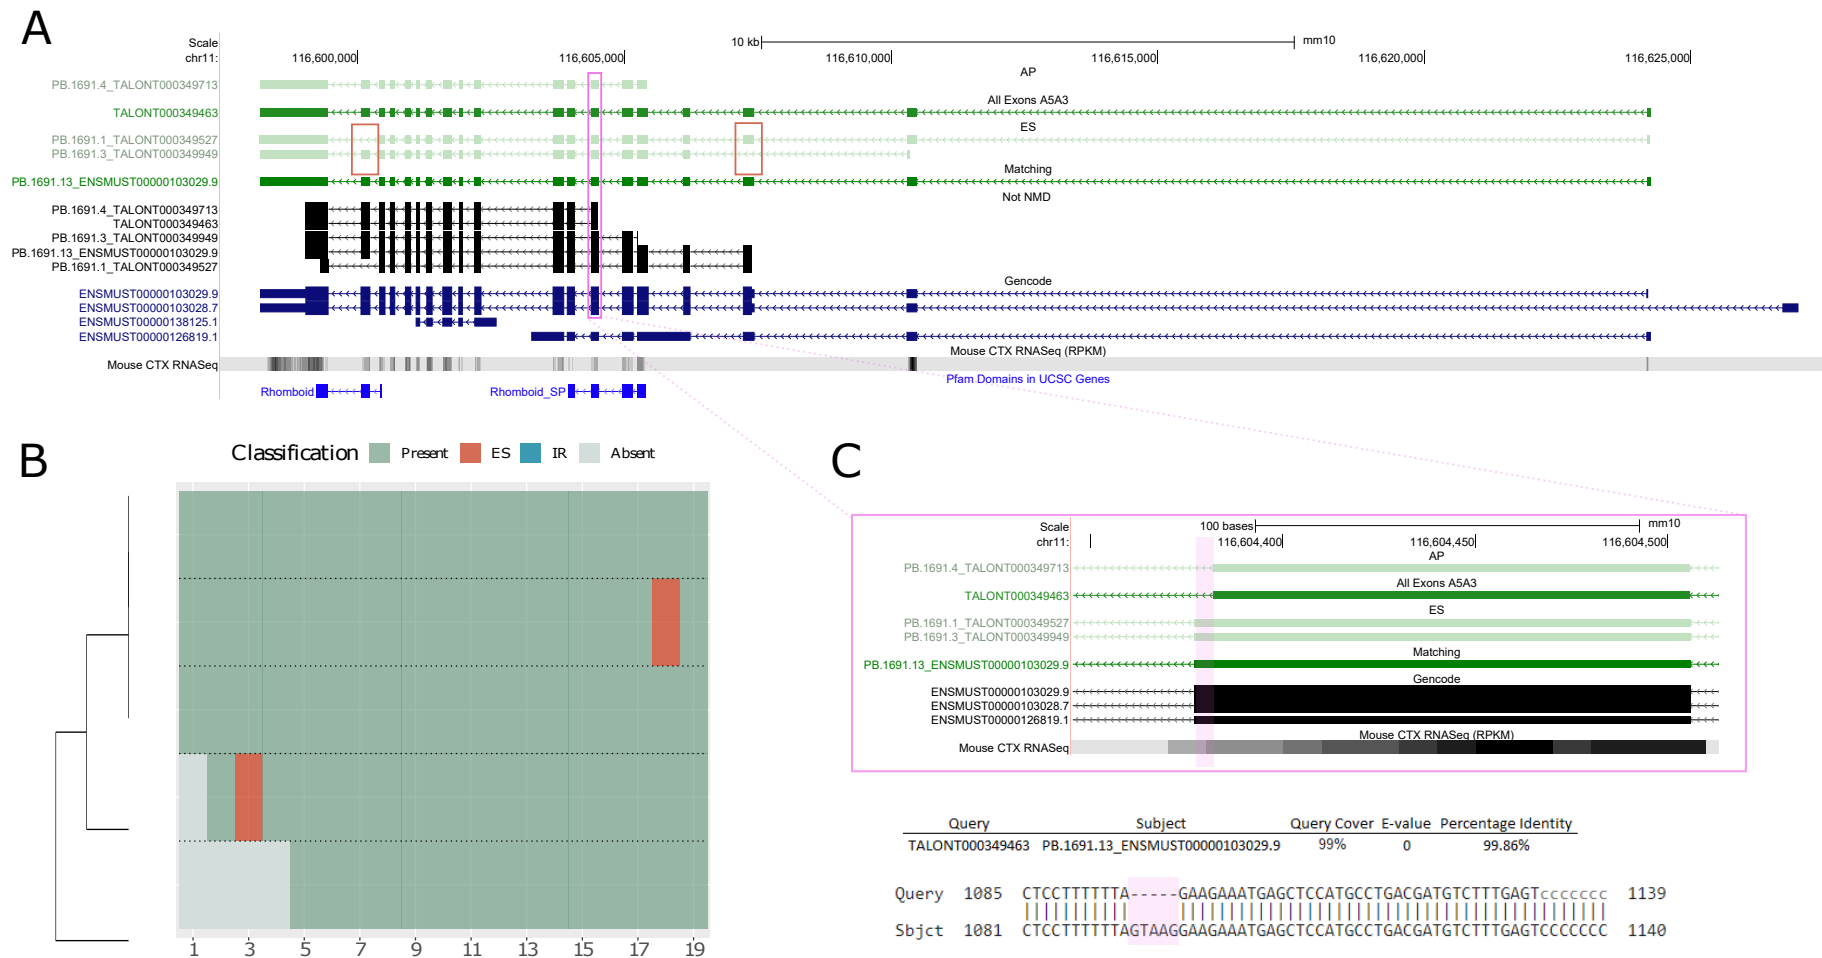 A
Scale 10 kb mm10
chr11: 116,600,000 116,605,000 116,610,000 116,615,000 116,620,000 116,625,000
AP
PB.1691.4_TALONT000349713
All Exons A5A3
TALONT000349463
ES
PB.1691.1_TALONT000349527
PB.1691.3_TALONT000349949
Matching
PB.1691.13_ENSMUST00000103029.9
Not NMD
PB.1691.4_TALONT000349713
TALONT000349463
PB.1691.3_TALONT000349949
PB.1691.13_ENSMUST00000103029.9
PB.1691.1_TALONT000349527
Gencode
ENSMUST00000103029.9
ENSMUST00000103028.7
ENSMUST00000138125.1
ENSMUST00000126819.1
Mouse CTX RNASeq (RPKM)
Mouse CTX RNASeq
Pfam Domains in UCSC Genes
Rhomboid Rhomboid_SP
B
Classification Present ES IR Absent
1 3 5 7 9 11 13 15 17 19
C
Scale 100 bases mm10
chr11: 116,604,400 116,604,450 116,604,500
AP
PB.1691.4_TALONT000349713
All Exons A5A3
TALONT000349463
ES
PB.1691.1_TALONT000349527
PB.1691.3_TALONT000349949
Matching
PB.1691.13_ENSMUST00000103029.9
Gencode
ENSMUST00000103029.9
ENSMUST00000103028.7
ENSMUST00000126819.1
Mouse CTX RNASeq (RPKM)
Mouse CTX RNASeq
Query Subject Query Cover E-value Percentage Identity
TALONT000349463 PB.1691.13_ENSMUST00000103029.9 99% 0 99.86%
Query 1085 CTCCTTTTTTA-----GAAGAAATGAGCTCCATGCCTGACGATGTCTTTGAGTccccccc 1139
Sbjct 1081 CTCCTTTTTTAGTAAGGAAGAAATGAGCTCCATGCCTGACGATGTCTTTGAGTCCCCCCC 1140